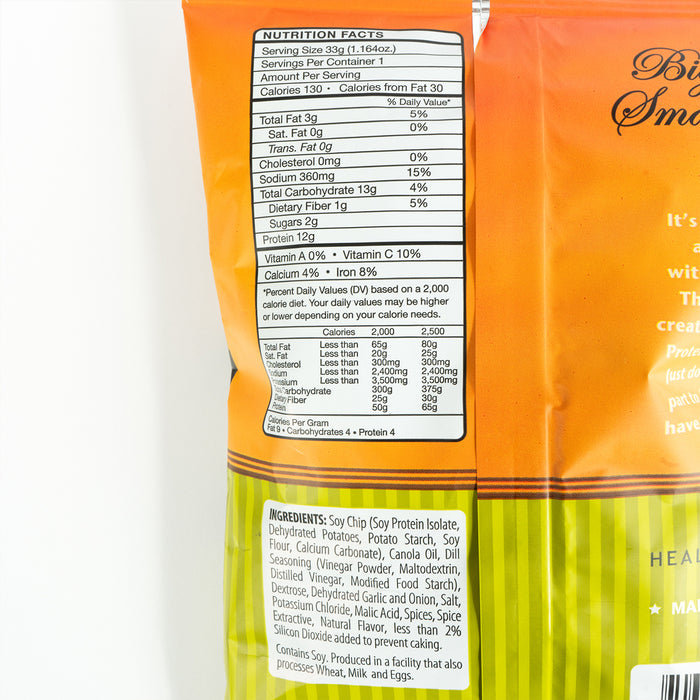 NUTRITION FACTS
Serving Size 33g (1.164oz.)
Servings Per Container 1
Amount Per Serving
Calories 130 • Calories from Fat 30
% Daily Value*
Total Fat 3g 5%
Sat. Fat 0g 0%
Trans. Fat 0g
Cholesterol 0mg 0%
Sodium 360mg 15%
Total Carbohydrate 13g 4%
Dietary Fiber 1g 5%
Sugars 2g
Protein 12g
Vitamin A 0% • Vitamin C 10%
Calcium 4% • Iron 8%
*Percent Daily Values (DV) based on a 2,000
calorie diet. Your daily values may be higher
or lower depending on your calorie needs.
Calories 2,000 2,500
Total Fat Less than 65g 80g
Sat. Fat Less than 20g 25g
Cholesterol Less than 300mg 300mg
Sodium Less than 2,400mg 2,400mg
Less than 3,500mg 3,500mg
Carbohydrate 300g 375g
Dietary Fiber 25g 30g
Protein 50g 65g
Calories Per Gram
Fat 9 • Carbohydrates 4 • Protein 4
INGREDIENTS: Soy Chip (Soy Protein Isolate,
Dehydrated Potatoes, Potato Starch, Soy
Flour, Calcium Carbonate), Canola Oil, Dill
Seasoning (Vinegar Powder, Maltodextrin,
Distilled Vinegar, Modified Food Starch),
Dextrose, Dehydrated Garlic and Onion, Salt,
Potassium Chloride, Malic Acid, Spices, Spice
Extractive, Natural Flavor, less than 2%
Silicon Dioxide added to prevent caking.
Contains Soy. Produced in a facility that also
processes Wheat, Milk and Eggs.
It's
wit
Th
creat
Prote
(just do
part to
have
HEAL
★ MA